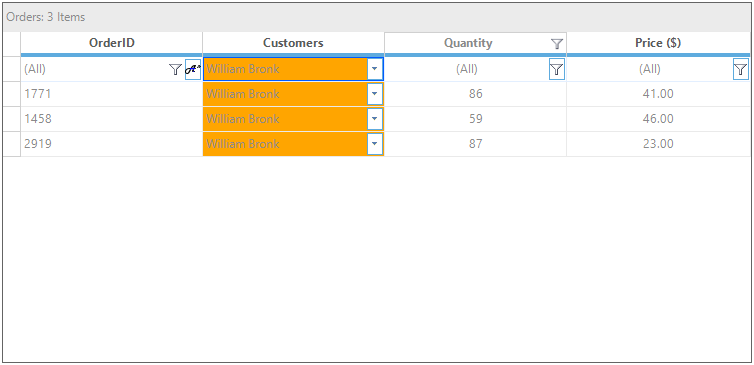 Orders: 3 Items
OrderID Customers Quantity Price ($)
(All) William Bronk (All) (All)
1771 William Bronk 86 41.00
1458 William Bronk 59 46.00
2919 William Bronk 87 23.00